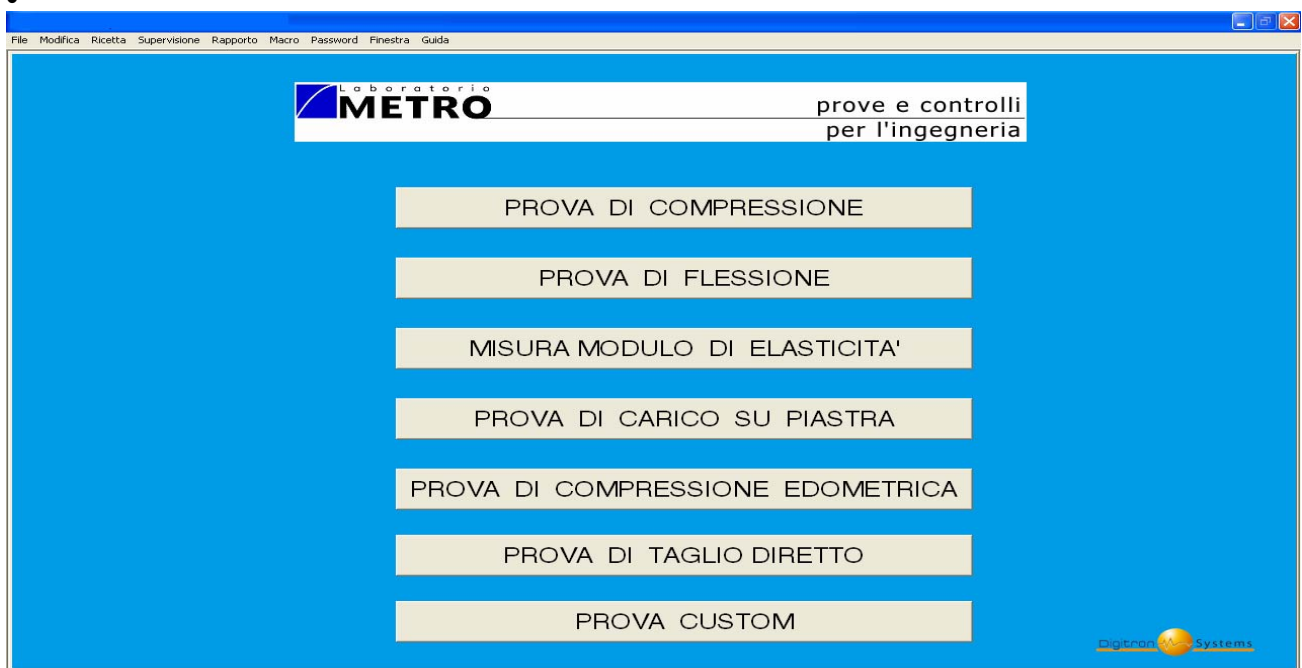 File Modifica Ricetta Supervisione Rapporto Macro Password Finestra Guida
Laboratorio
METRO
prove e controlli
per l'ingegneria
PROVA DI COMPRESSIONE
PROVA DI FLESSIONE
MISURA MODULO DI ELASTICITA'
PROVA DI CARICO SU PIASTRA
PROVA DI COMPRESSIONE EDOMETRICA
PROVA DI TAGLIO DIRETTO
PROVA CUSTOM
Digitron Systems